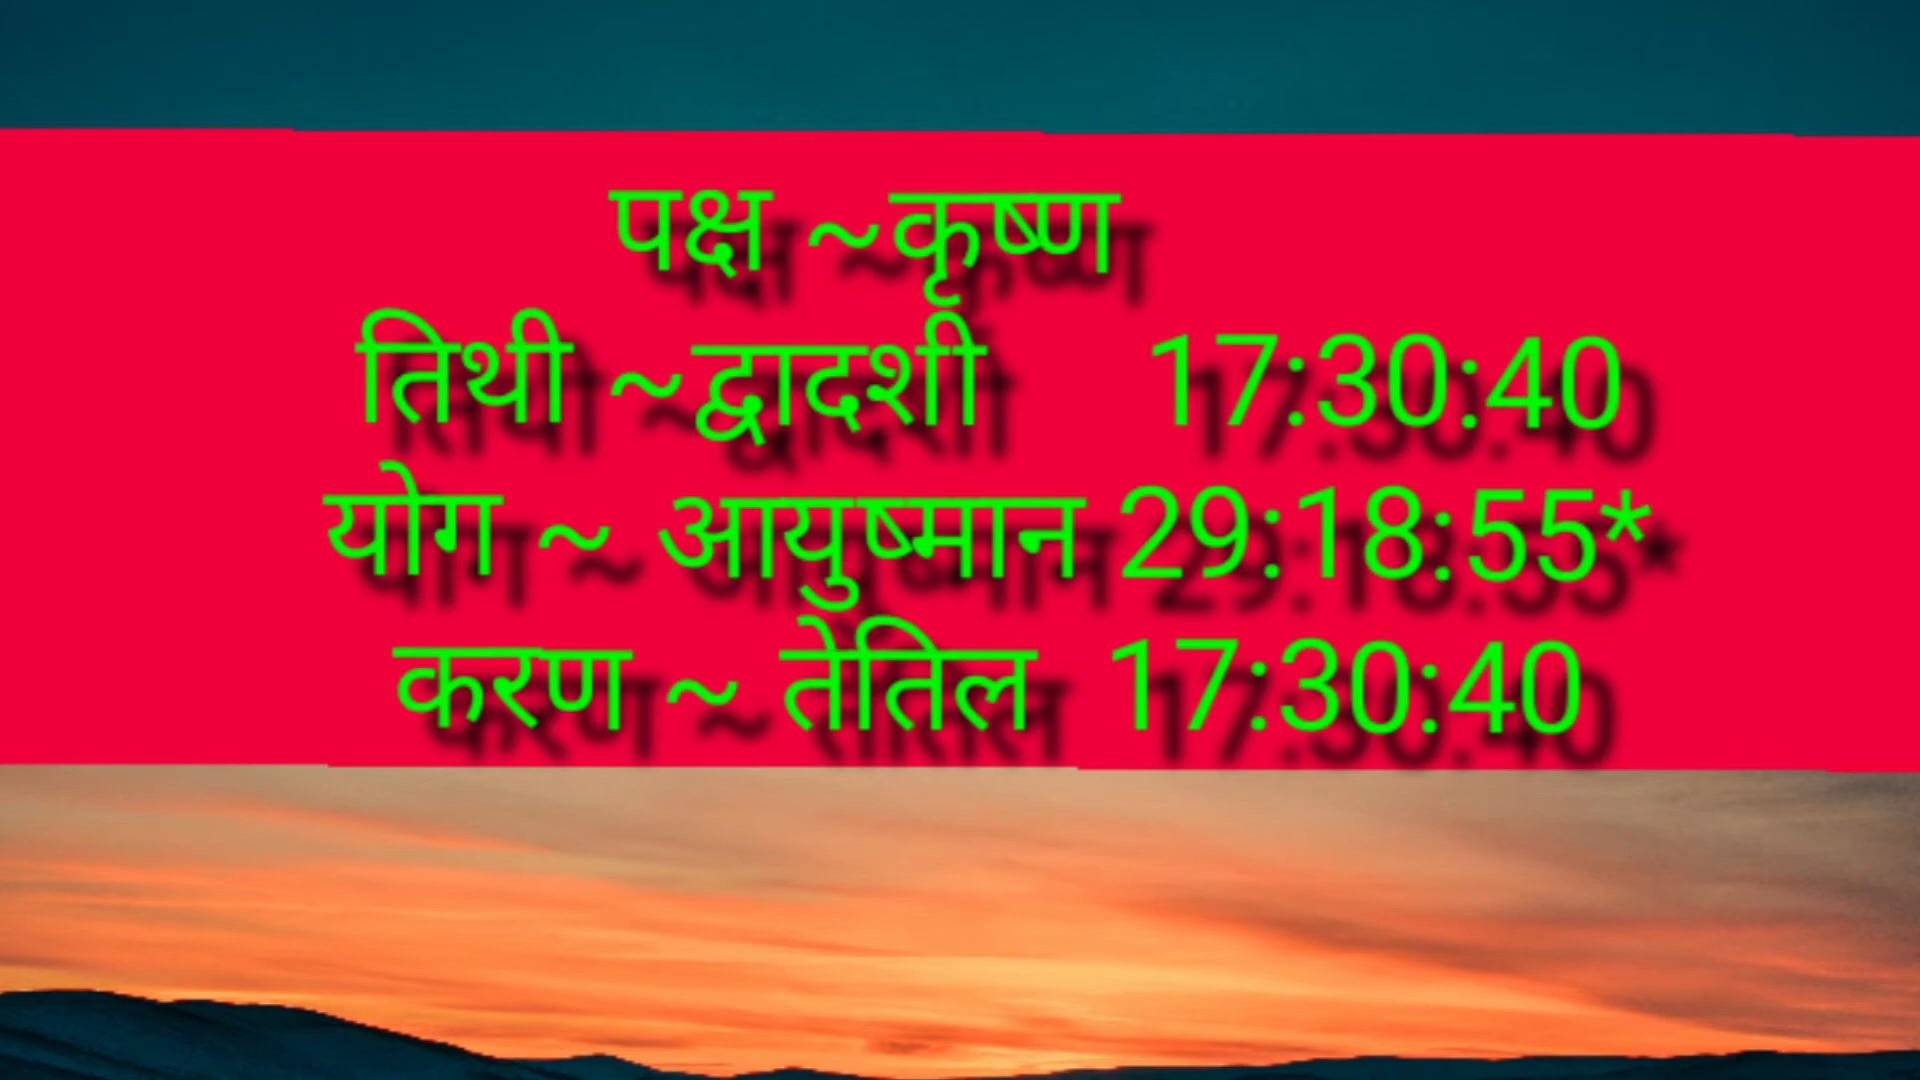 पक्ष ~कृष्ण
तिथी ~द्वादशी 17:30:40
योग ~ आयुष्मान 29:18:55*
करण ~ तेतिल 17:30:40